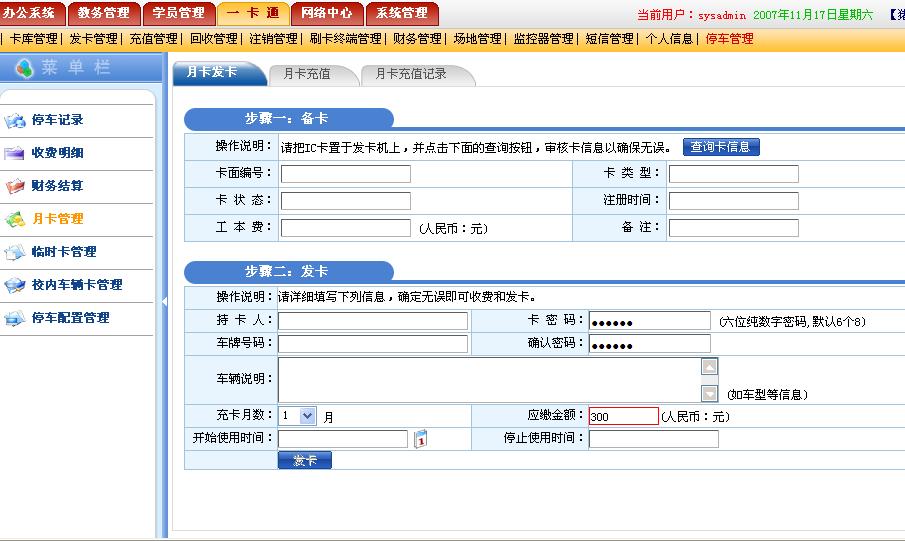 办公系统 教务管理 学员管理 一 卡 通 网络中心 系统管理 当前用户：sysadmin 2007年11月17日星期六
| 卡库管理| 发卡管理| 充值管理| 回收管理| 注销管理| 刷卡终端管理| 财务管理| 场地管理| 监控器管理| 短信管理| 个人信息| 停车管理
菜 单 栏
停车记录
收费明细
财务结算
月卡管理
临时卡管理
校内车辆卡管理
停车配置管理
月卡发卡 月卡充值 月卡充值记录
步骤一：备卡
操作说明：请把IC卡置于发卡机上，并点击下面的查询按钮，审核卡信息以确保无误。 查询卡信息
卡面编号： 卡 类 型：
卡 状 态： 注册时间：
工 本 费： (人民币：元) 备 注：
步骤二：发卡
操作说明：请详细填写下列信息，确定无误即可收费和发卡。
持 卡 人： 卡 密 码：●●●●●● (六位纯数字密码,默认6个8)
车牌号码： 确认密码：●●●●●●
车辆说明： (如车型等信息)
充卡月数：1 月 应缴金额：300 (人民币：元)
开始使用时间： 1 停止使用时间：
发卡